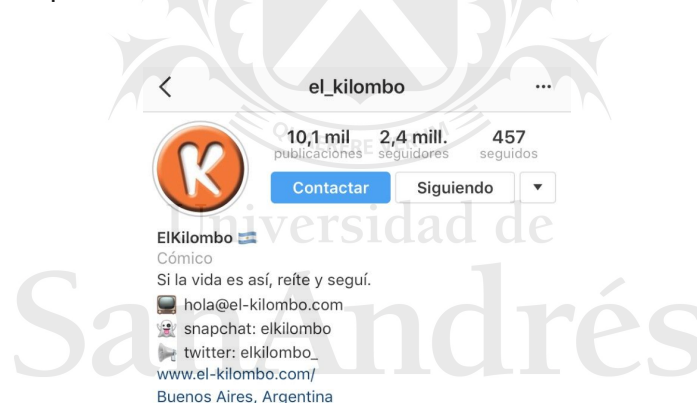 el_kilombo
...
K
10,1 mil 2,4 mill. 457
publicaciones seguidores seguidos
Contactar Siguiendo
ElKilombo
Cómico
Si la vida es así, reíte y seguí.
hola@el-kilombo.com
snapchat: elkilombo
twitter: elkilombo_
www.el-kilombo.com/
Buenos Aires, Argentina
Universidad de
SanAndrés